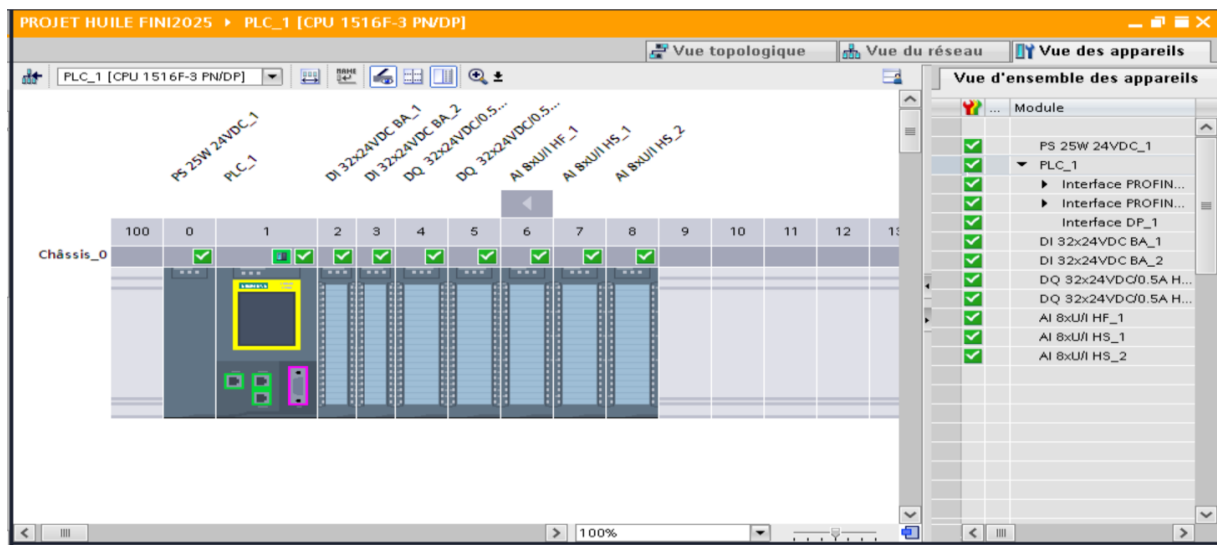 PROJET HUILE FINI2025 ▸ PLC_1 [CPU 1516F-3 PN/DP]
Vue topologique
Vue du réseau
Vue des appareils
PLC_1 [CPU 1516F-3 PN/DP]
Vue d'ensemble des appareils
... Module
PS 25W 24VDC_1
PLC_1
DI 32x24VDC BA_1
DI 32x24VDC BA_2
DQ 32x24VDC/0.5...
DQ 32x24VDC/0.5...
AI 8xU/I HF_1
AI 8xU/I HS_1
AI 8xU/I HS_2
100 0 1 2 3 4 5 6 7 8 9 10 11 12
Châssis_0
SIEMENS
PS 25W 24VDC_1
PLC_1
Interface PROFIN...
Interface PROFIN...
Interface DP_1
DI 32x24VDC BA_1
DI 32x24VDC BA_2
DQ 32x24VDC/0.5A H...
DQ 32x24VDC/0.5A H...
AI 8xU/I HF_1
AI 8xU/I HS_1
AI 8xU/I HS_2
100%